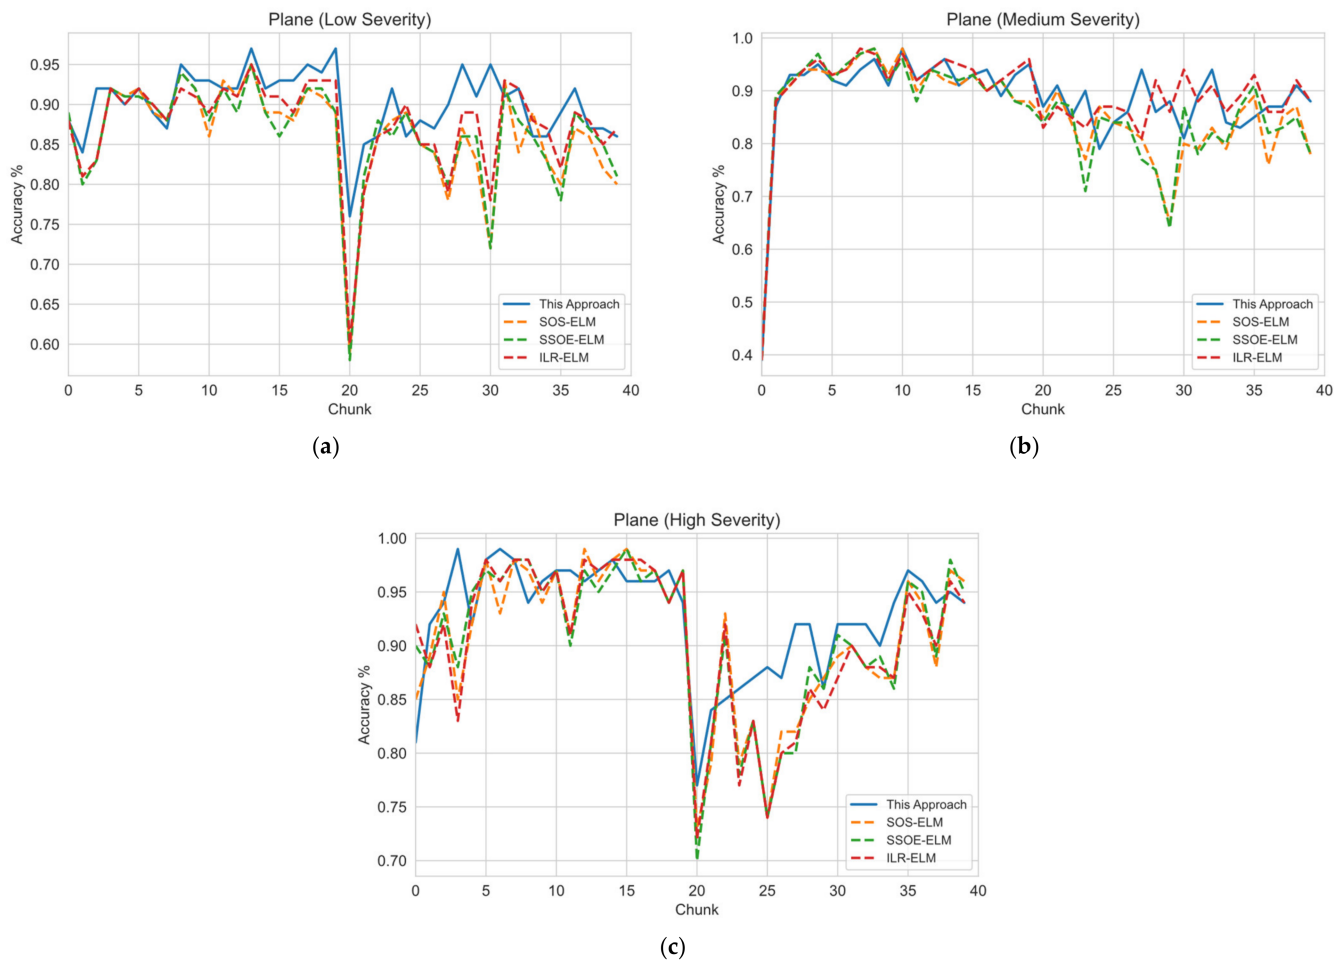 Plane (Low Severity)
Accuracy %
0.95
0.90
0.85
0.80
0.75
0.70
0.65
0.60
0 5 10 15 20 25 30 35 40
Chunk
This Approach
SOS-ELM
SSOE-ELM
ILR-ELM
(a)
Plane (Medium Severity)
Accuracy %
1.0
0.9
0.8
0.7
0.6
0.5
0.4
0 5 10 15 20 25 30 35 40
Chunk
This Approach
SOS-ELM
SSOE-ELM
ILR-ELM
(b)
Plane (High Severity)
Accuracy %
1.00
0.95
0.90
0.85
0.80
0.75
0.70
0 5 10 15 20 25 30 35 40
Chunk
This Approach
SOS-ELM
SSOE-ELM
ILR-ELM
(c)